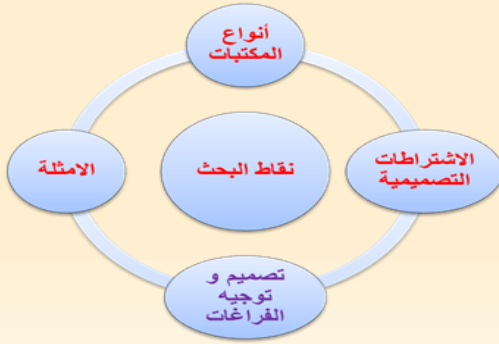 أنواع
المكتبات
الاشتراطات
التصميمية
نقاط البحث
الامثلة
تصميم و
توجيه
الفراغات